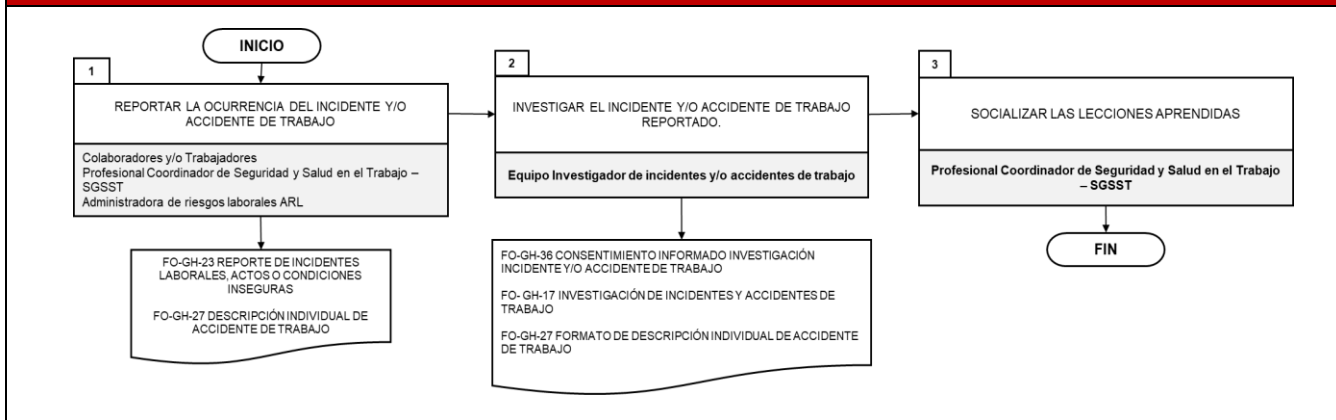 INICIO
1
REPORTAR LA OCURRENCIA DEL INCIDENTE Y/O
ACCIDENTE DE TRABAJO
Colaboradores y/o Trabajadores
Profesional Coordinador de Seguridad y Salud en el Trabajo –
SGSST
Administradora de riesgos laborales ARL
FO-GH-23 REPORTE DE INCIDENTES
LABORALES, ACTOS O CONDICIONES
INSEGURAS
FO-GH-27 DESCRIPCIÓN INDIVIDUAL DE
ACCIDENTE DE TRABAJO
2
INVESTIGAR EL INCIDENTE Y/O ACCIDENTE DE TRABAJO
REPORTADO.
Equipo Investigador de incidentes y/o accidentes de trabajo
FO-GH-36 CONSENTIMIENTO INFORMADO INVESTIGACIÓN
INCIDENTE Y/O ACCIDENTE DE TRABAJO
FO- GH-17 INVESTIGACIÓN DE INCIDENTES Y ACCIDENTES DE
TRABAJO
FO-GH-27 FORMATO DE DESCRIPCIÓN INDIVIDUAL DE ACCIDENTE
DE TRABAJO
3
SOCIALIZAR LAS LECCIONES APRENDIDAS
Profesional Coordinador de Seguridad y Salud en el Trabajo
– SGSST
FIN